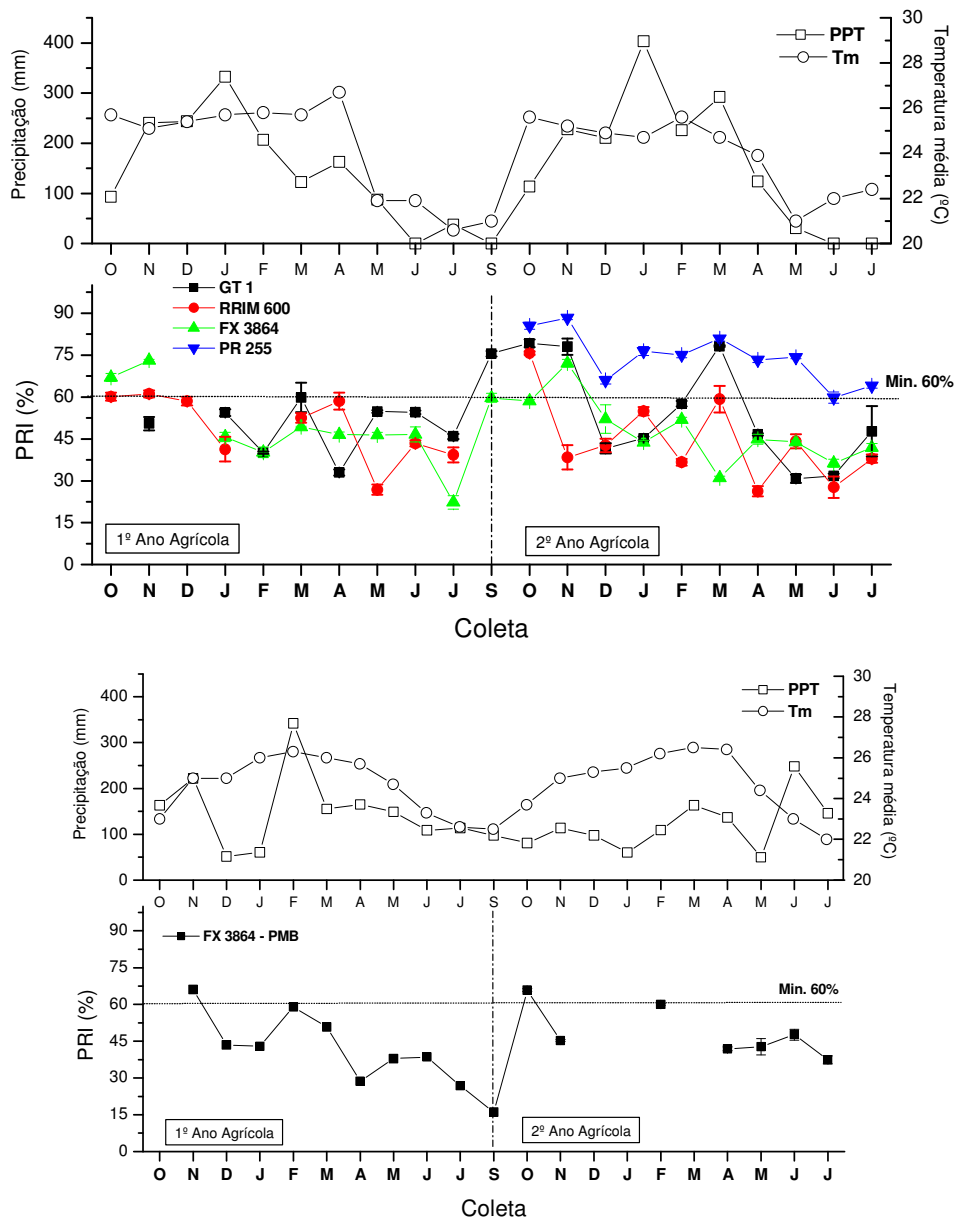 PPT
Tm
Precipitação (mm)
400
300
200
100
0
30
28
26
24
22
20
Temperatura média (ºC)
O N D J F M A M J J S O N D J F M A M J J
GT 1
RRIM 600
FX 3864
PR 255
PRI (%)
90
75
60
45
30
15
0
Min. 60%
1º Ano Agrícola
2º Ano Agrícola
O N D J F M A M J J S O N D J F M A M J J
Coleta
PPT
Tm
Precipitação (mm)
400
300
200
100
0
30
28
26
24
22
20
Temperatura média (ºC)
O N D J F M A M J J S O N D J F M A M J J
FX 3864 - PMB
PRI (%)
90
75
60
45
30
15
0
Min. 60%
1º Ano Agrícola
2º Ano Agrícola
O N D J F M A M J J S O N D J F M A M J J
Coleta